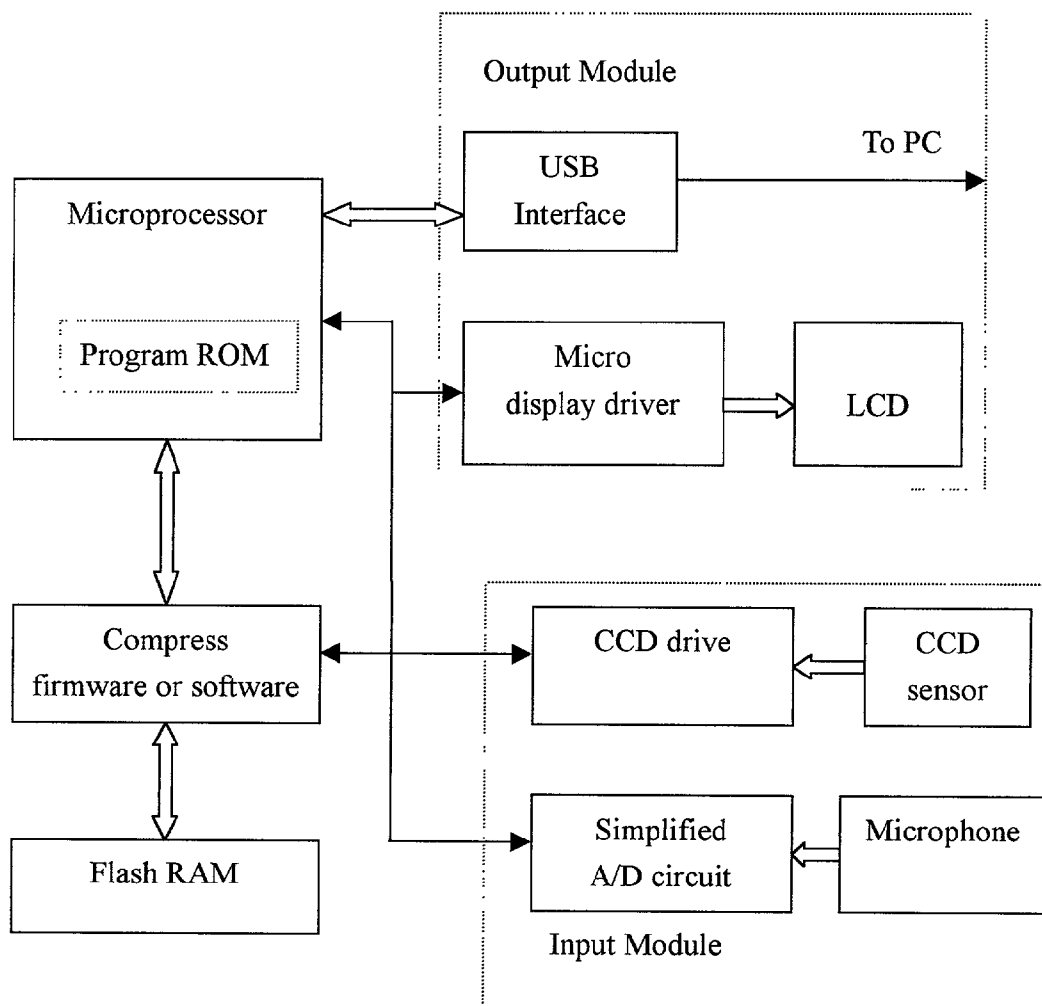 Output Module
USB
Interface
To PC
Microprocessor
Program ROM
Micro
display driver
LCD
Compress
firmware or software
CCD drive
CCD
sensor
Flash RAM
Simplified
A/D circuit
Microphone
Input Module